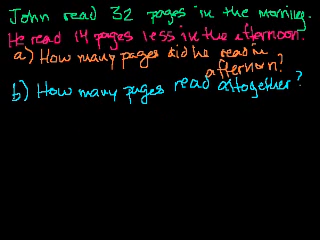 John read 32 pages in the morning.
He read 14 pages less in the afternoon.
a) How many pages did he read in
afternoon?
b) How many pages read altogether?